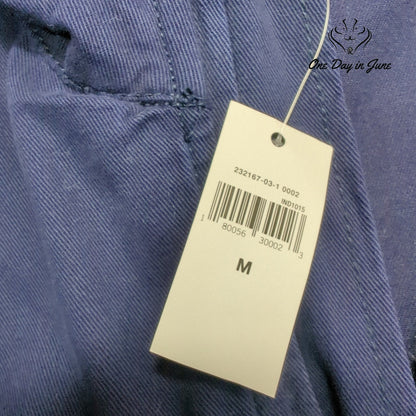 One Day in June
232167-03-1 0002
IND1015
1 80056 30002 3
M